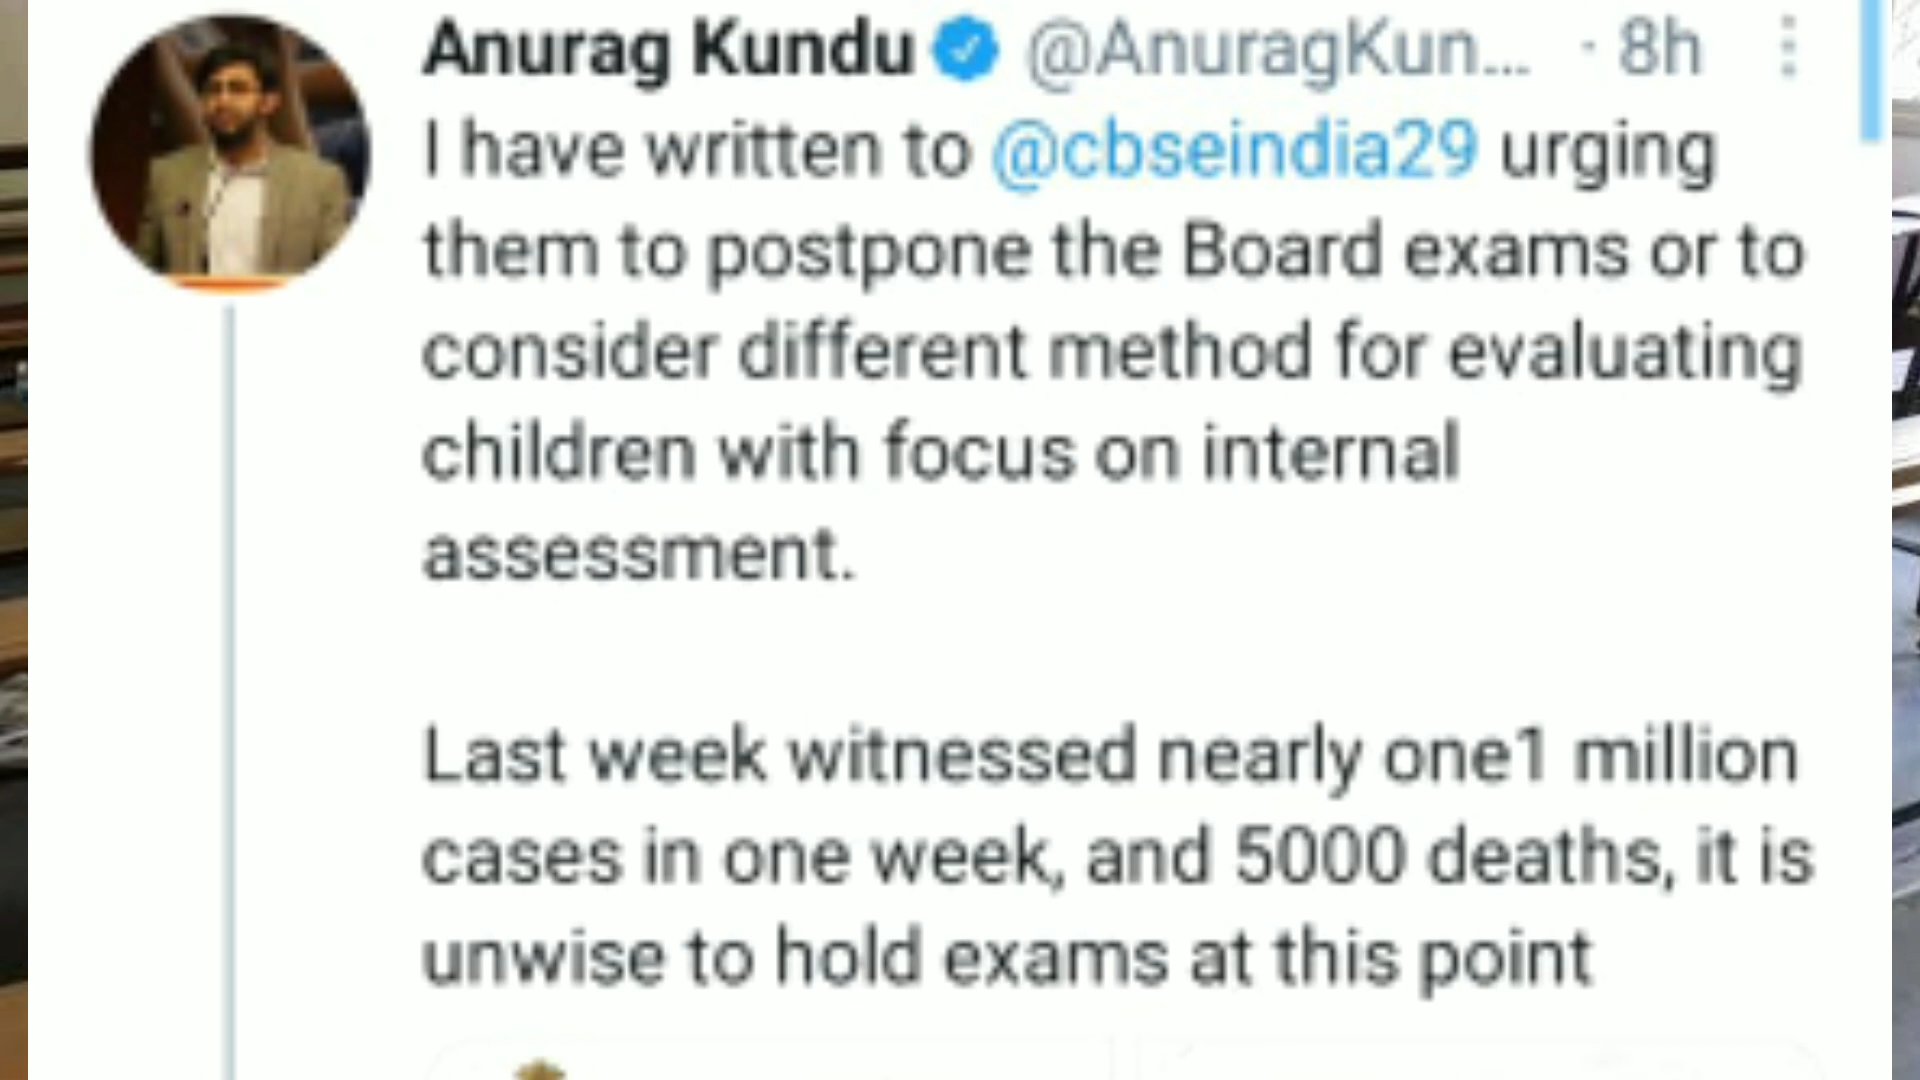 Anurag Kundu @AnuragKun... · 8h
I have written to @cbseindia29 urging
them to postpone the Board exams or to
consider different method for evaluating
children with focus on internal
assessment.
Last week witnessed nearly one1 million
cases in one week, and 5000 deaths, it is
unwise to hold exams at this point